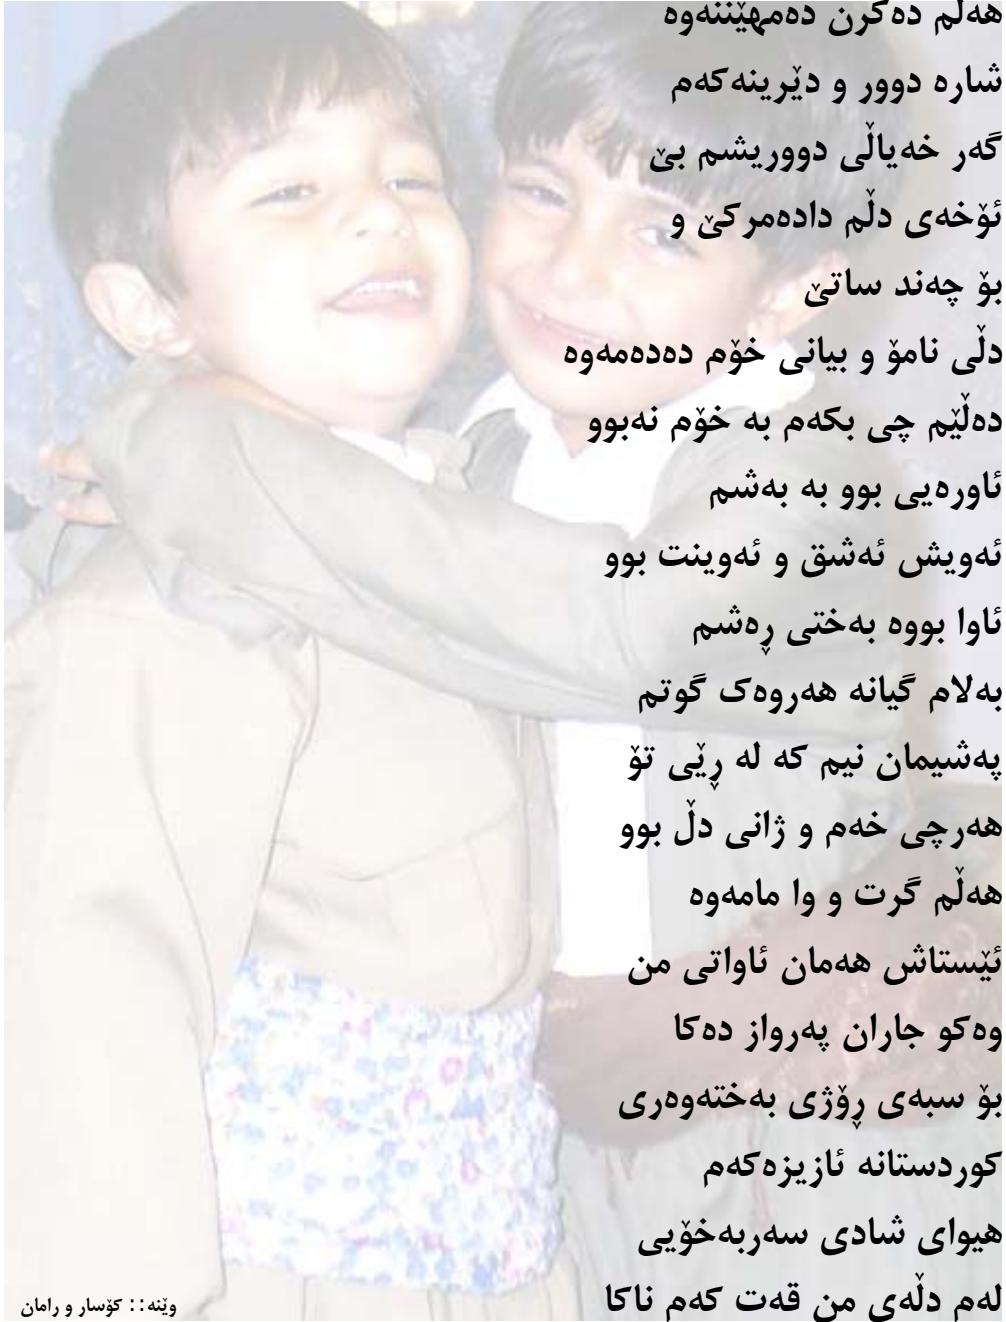 هەڵم دەگرن دەمهێننەوە
شارە دوور و دێرینەکەم
گەر خەیاڵی دووریشم بێ
ئۆخەی دڵم دادەمرکێ و
بۆ چەند ساتێ
دڵی نامۆ و بیانی خۆم دەدەمەوە
دەڵێم چی بکەم بە خۆم نەبوو
ئاورەیی بوو بە بەشم
ئەویش ئەشق و ئەوینت بوو
ئاوا بووە بەختی ڕەشم
بەلام گیانە هەروەک گوتم
پەشیمان نیم کە لە ڕێی تۆ
هەرچی خەم و ژانی دڵ بوو
هەڵم گرت و وا مامەوە
ئێستاش هەمان ئاواتی من
وەکو جاران پەرواز دەکا
بۆ سبەی ڕۆژی بەختەوەری
کوردستانە ئازیزەکەم
هیوای شادی سەربەخۆیی
لەم دڵەی من قەت کەم ناکا
وێنە:: کۆسار و رامان